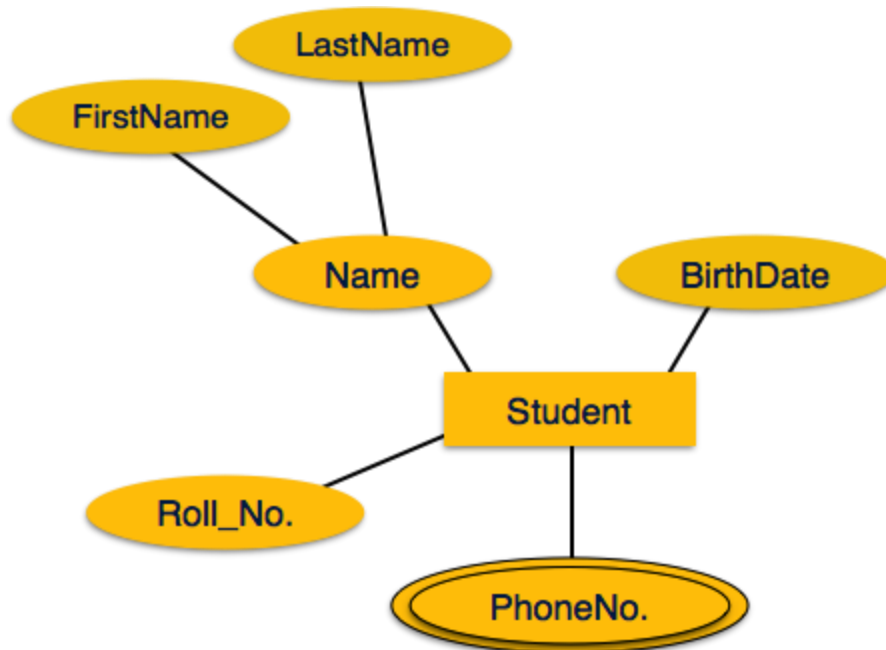 LastName
FirstName
Name
BirthDate
Student
Roll_No.
PhoneNo.